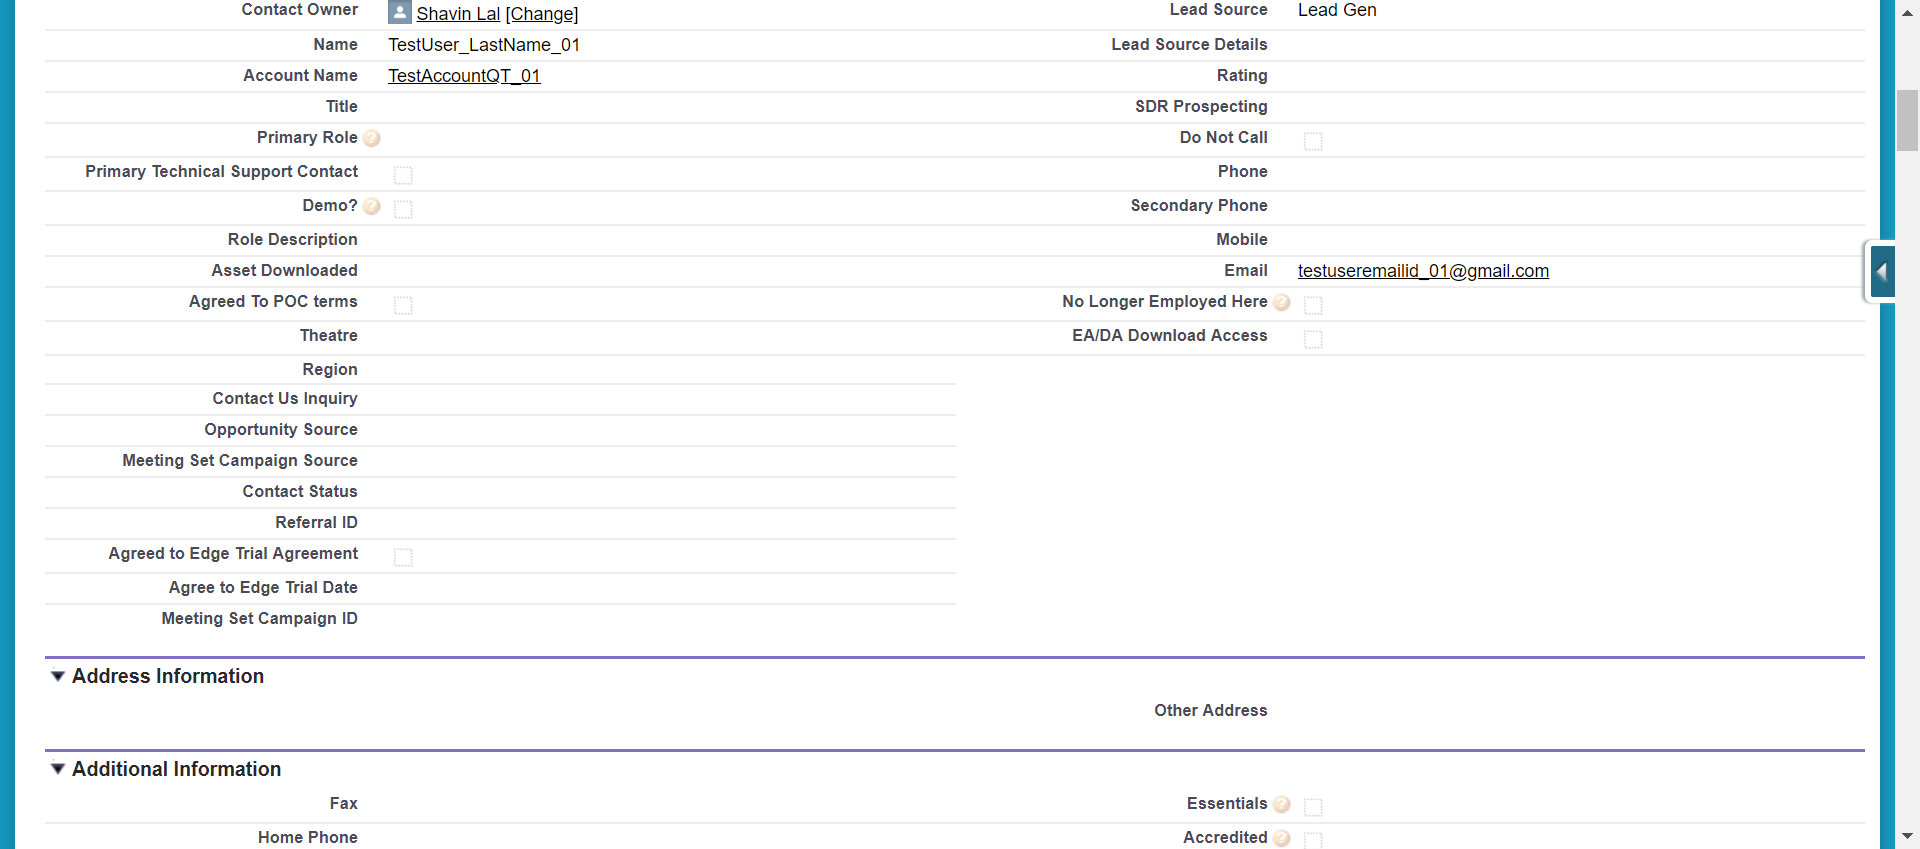 Contact Owner Shavin Lal [Change] Lead Source Lead Gen
Name TestUser_LastName_01 Lead Source Details
Account Name TestAccountQT_01 Rating
Title SDR Prospecting
Primary Role ? Do Not Call
Primary Technical Support Contact Phone
Demo? ? Secondary Phone
Role Description Mobile
Asset Downloaded Email testuseremailid_01@gmail.com
Agreed To POC terms No Longer Employed Here ?
Theatre EA/DA Download Access
Region
Contact Us Inquiry
Opportunity Source
Meeting Set Campaign Source
Contact Status
Referral ID
Agreed to Edge Trial Agreement
Agree to Edge Trial Date
Meeting Set Campaign ID
Address Information
Other Address
Additional Information
Fax Essentials ?
Home Phone Accredited ?